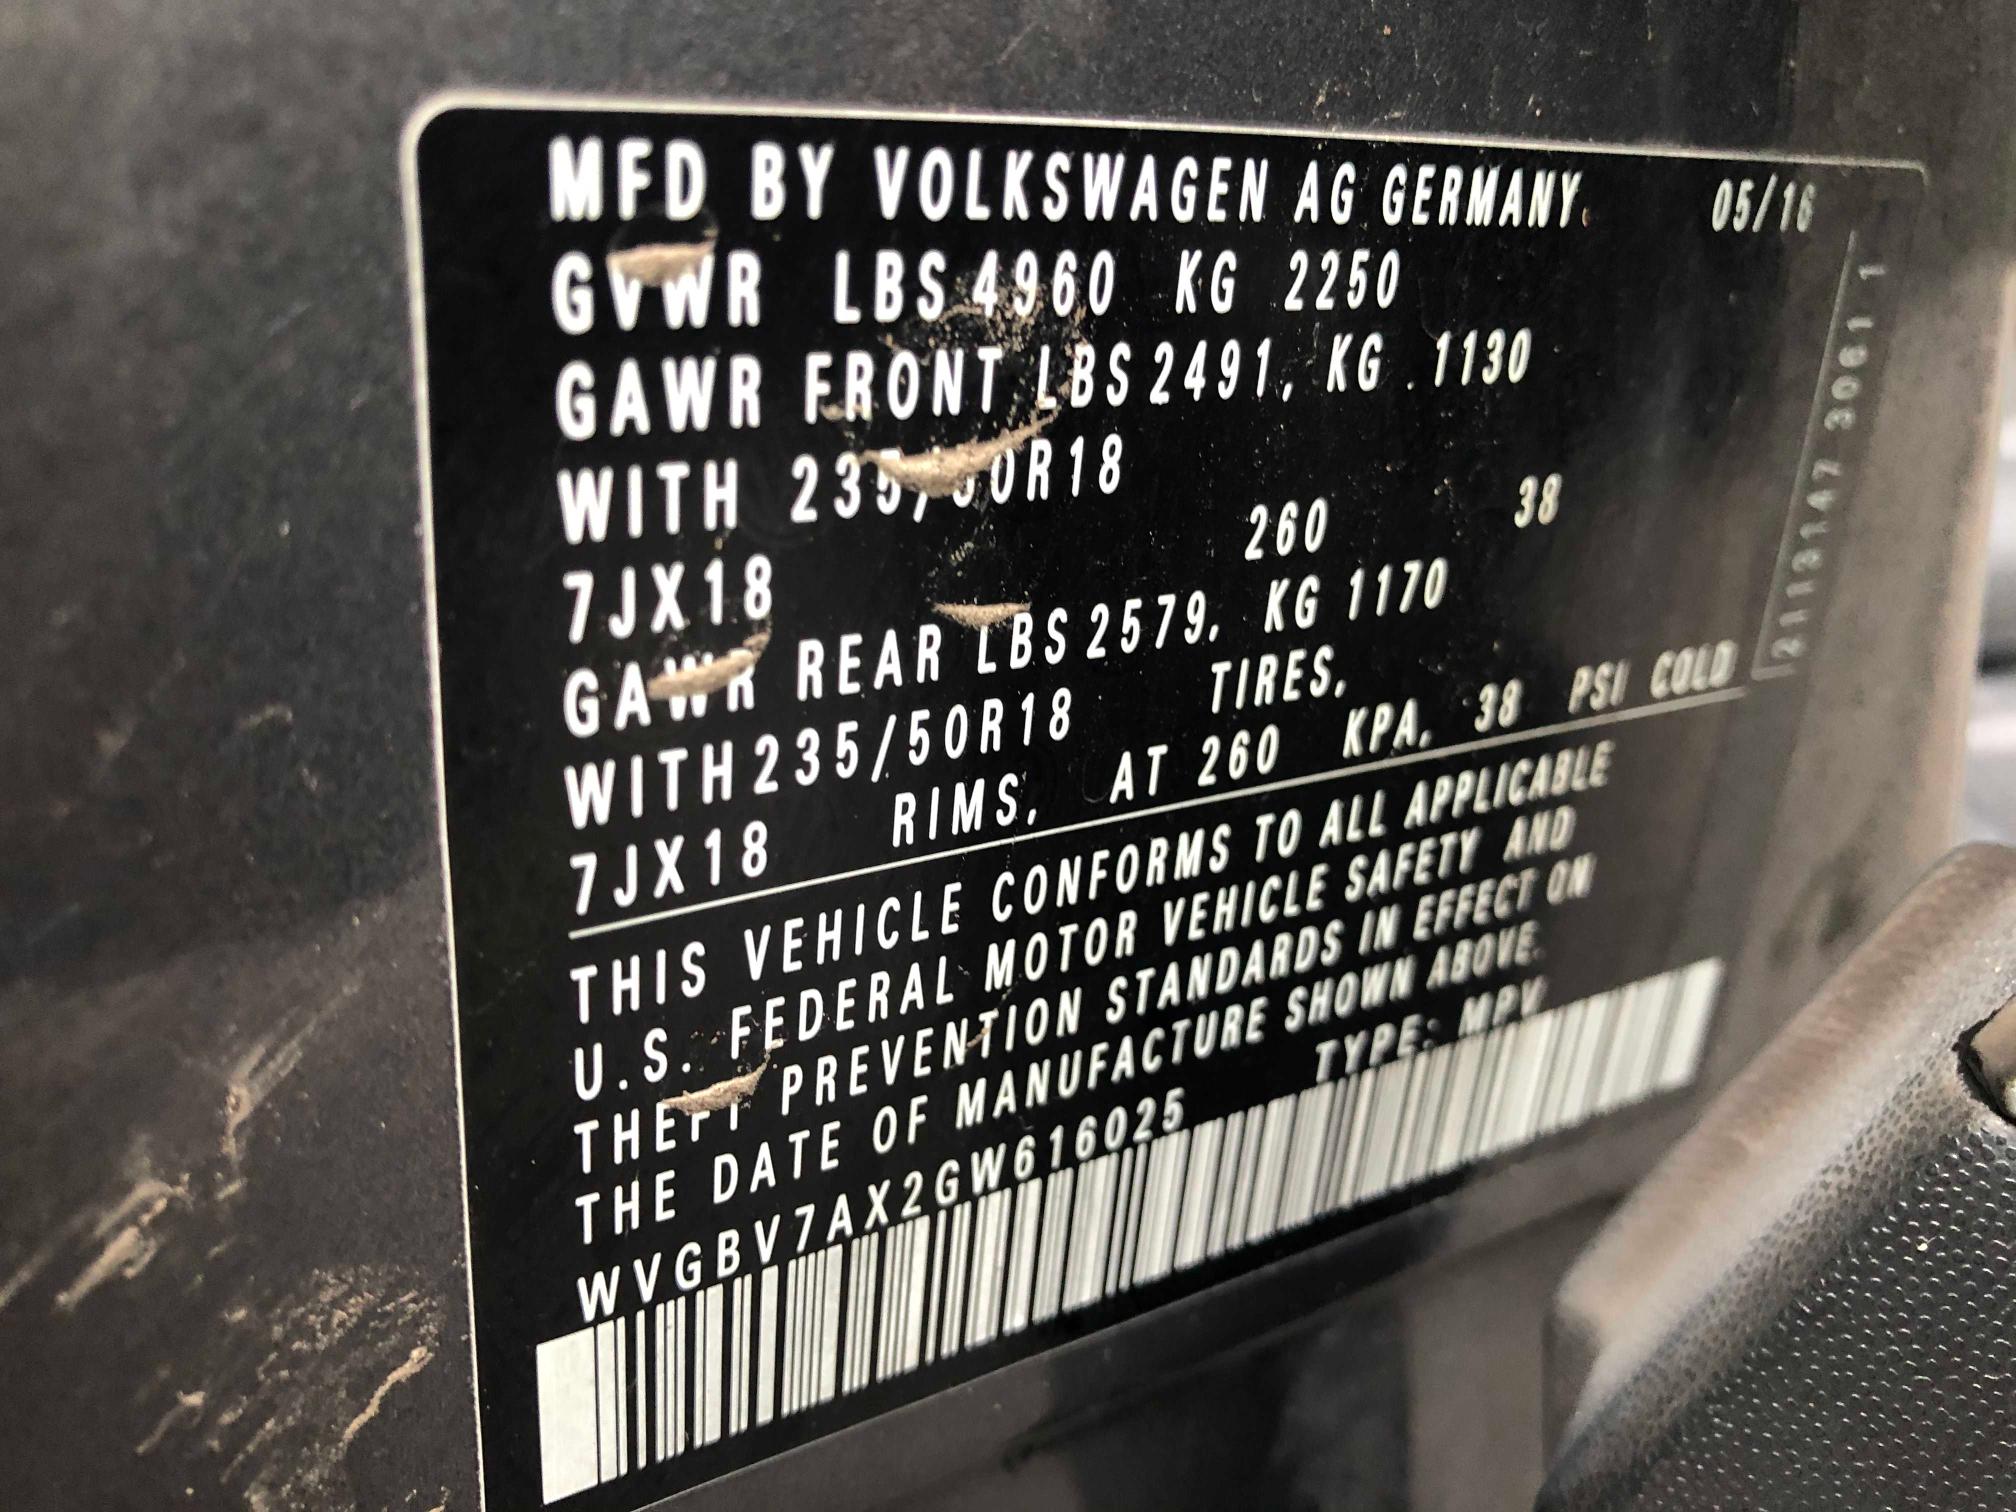 MFD BY VOLKSWAGEN AG GERMANY. 05/16
GVWR LBS 4960 KG 2250
GAWR FRONT LBS 2491, KG . 1130
WITH 235/50R18
7JX18 260 38
GAWR REAR LBS 2579, KG 1170
WITH 235/50R18 TIRES,
7JX18 RIMS, AT 260 KPA, 38 PSI COLD
THIS VEHICLE CONFORMS TO ALL APPLICABLE
U.S. FEDERAL MOTOR VEHICLE SAFETY AND
THEFT PREVENTION STANDARDS IN EFFECT ON
THE DATE OF MANUFACTURE SHOWN ABOVE.
WVGBV7AX2GW616025 TYPE: MPV